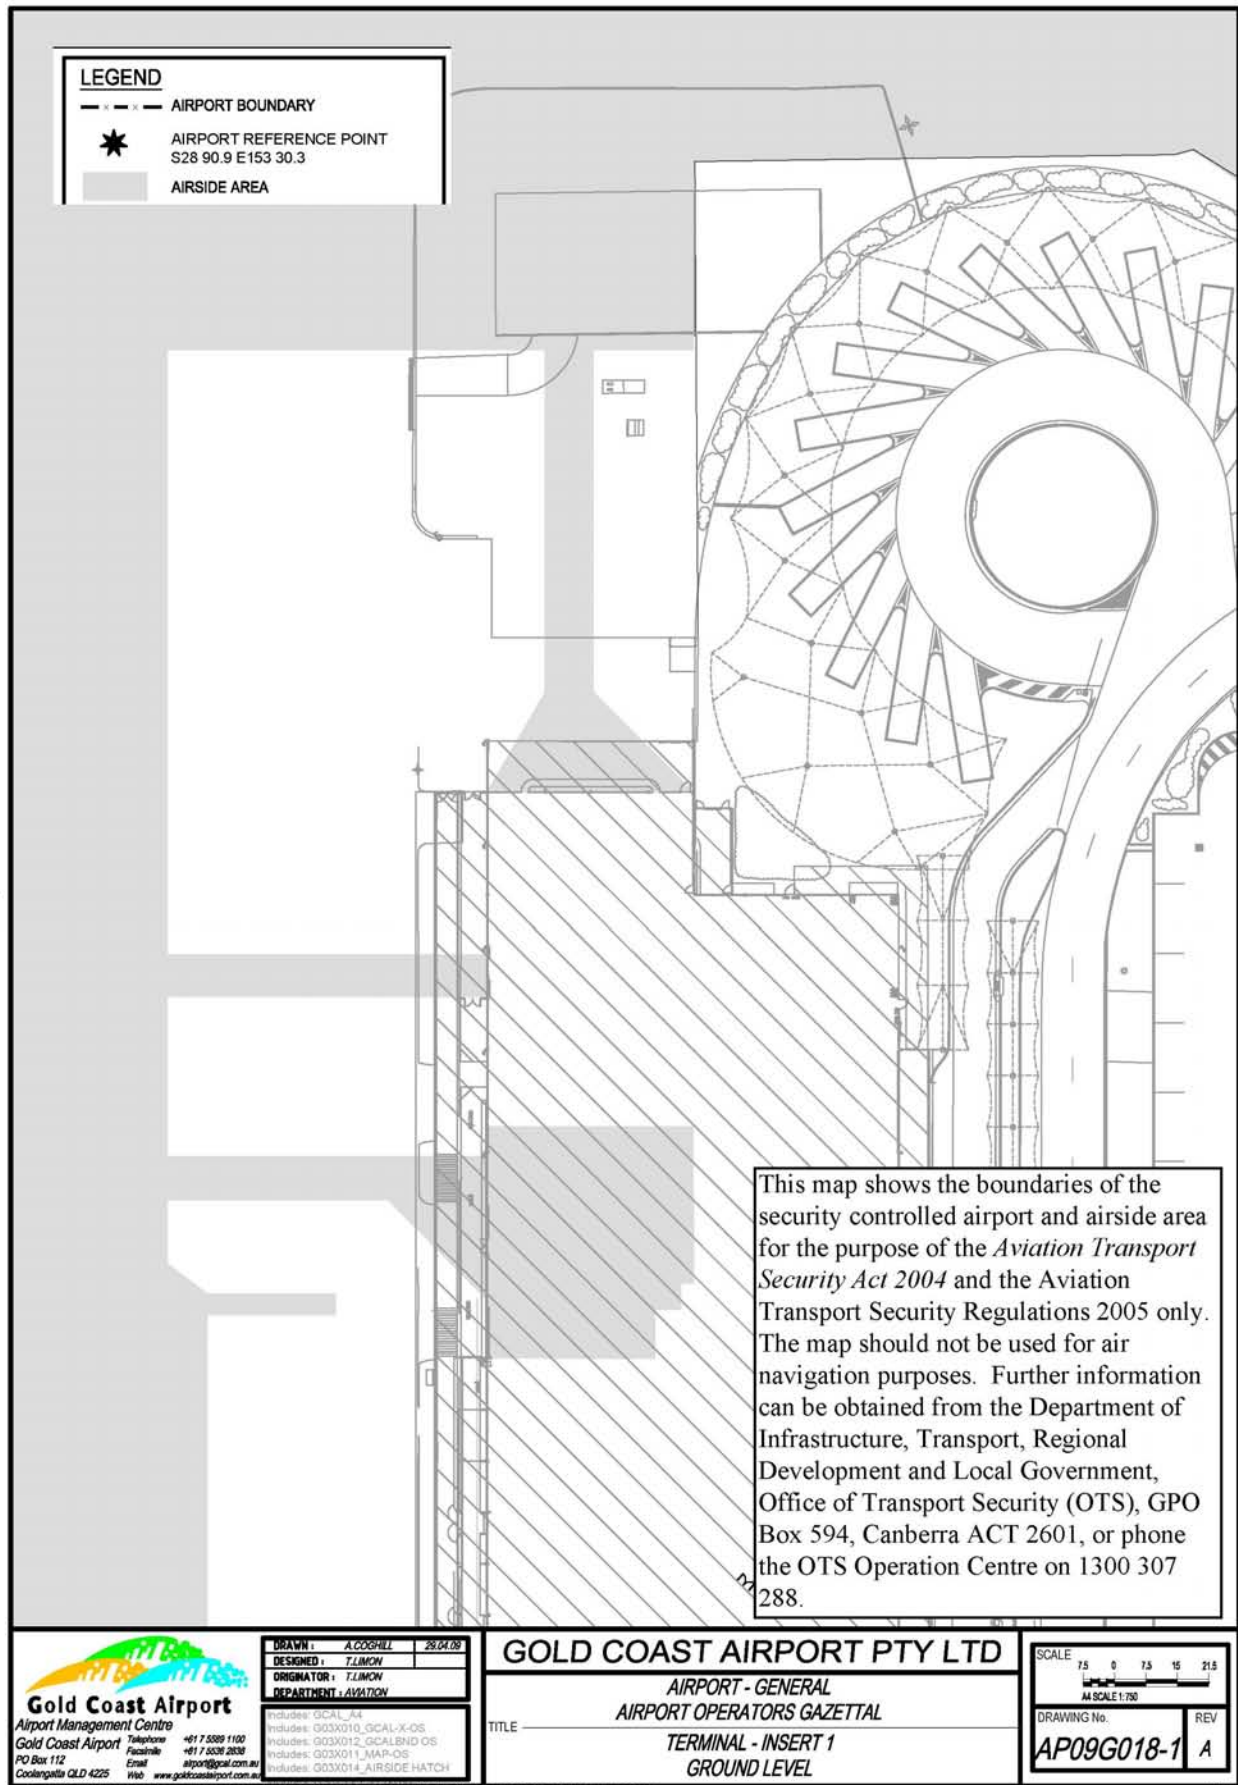 LEGEND
AIRPORT BOUNDARY
AIRPORT REFERENCE POINT
S28 90.9 E153 30.3
AIRSIDE AREA
This map shows the boundaries of the
security controlled airport and airside area
for the purpose of the Aviation Transport
Security Act 2004 and the Aviation
Transport Security Regulations 2005 only.
The map should not be used for air
navigation purposes. Further information
can be obtained from the Department of
Infrastructure, Transport, Regional
Development and Local Government,
Office of Transport Security (OTS), GPO
Box 594, Canberra ACT 2601, or phone
the OTS Operation Centre on 1300 307
288.
Gold Coast Airport
Airport Management Centre
Gold Coast Airport Telephone +61 7 5589 1100
Facsimile +61 7 5536 2838
PO Box 112 Email airport@gcal.com.au
Coolangatta QLD 4225 Web www.goldcoastairport.com.au
DRAWN : A.COGHILL 29.04.09
DESIGNED : T.LIMON
ORIGINATOR : T.LIMON
DEPARTMENT : AVIATION
Includes: GCAL_A4
Includes: G03X010_GCAL-X-OS
Includes: G03X012_GCALBND OS
Includes: G03X011_MAP-OS
Includes: G03X014_AIRSIDE HATCH
GOLD COAST AIRPORT PTY LTD
AIRPORT - GENERAL
AIRPORT OPERATORS GAZETTAL
TITLE
TERMINAL - INSERT 1
GROUND LEVEL
SCALE
7.5 0 7.5 15 21.5
A4 SCALE 1:750
DRAWING No. REV
AP09G018-1 A